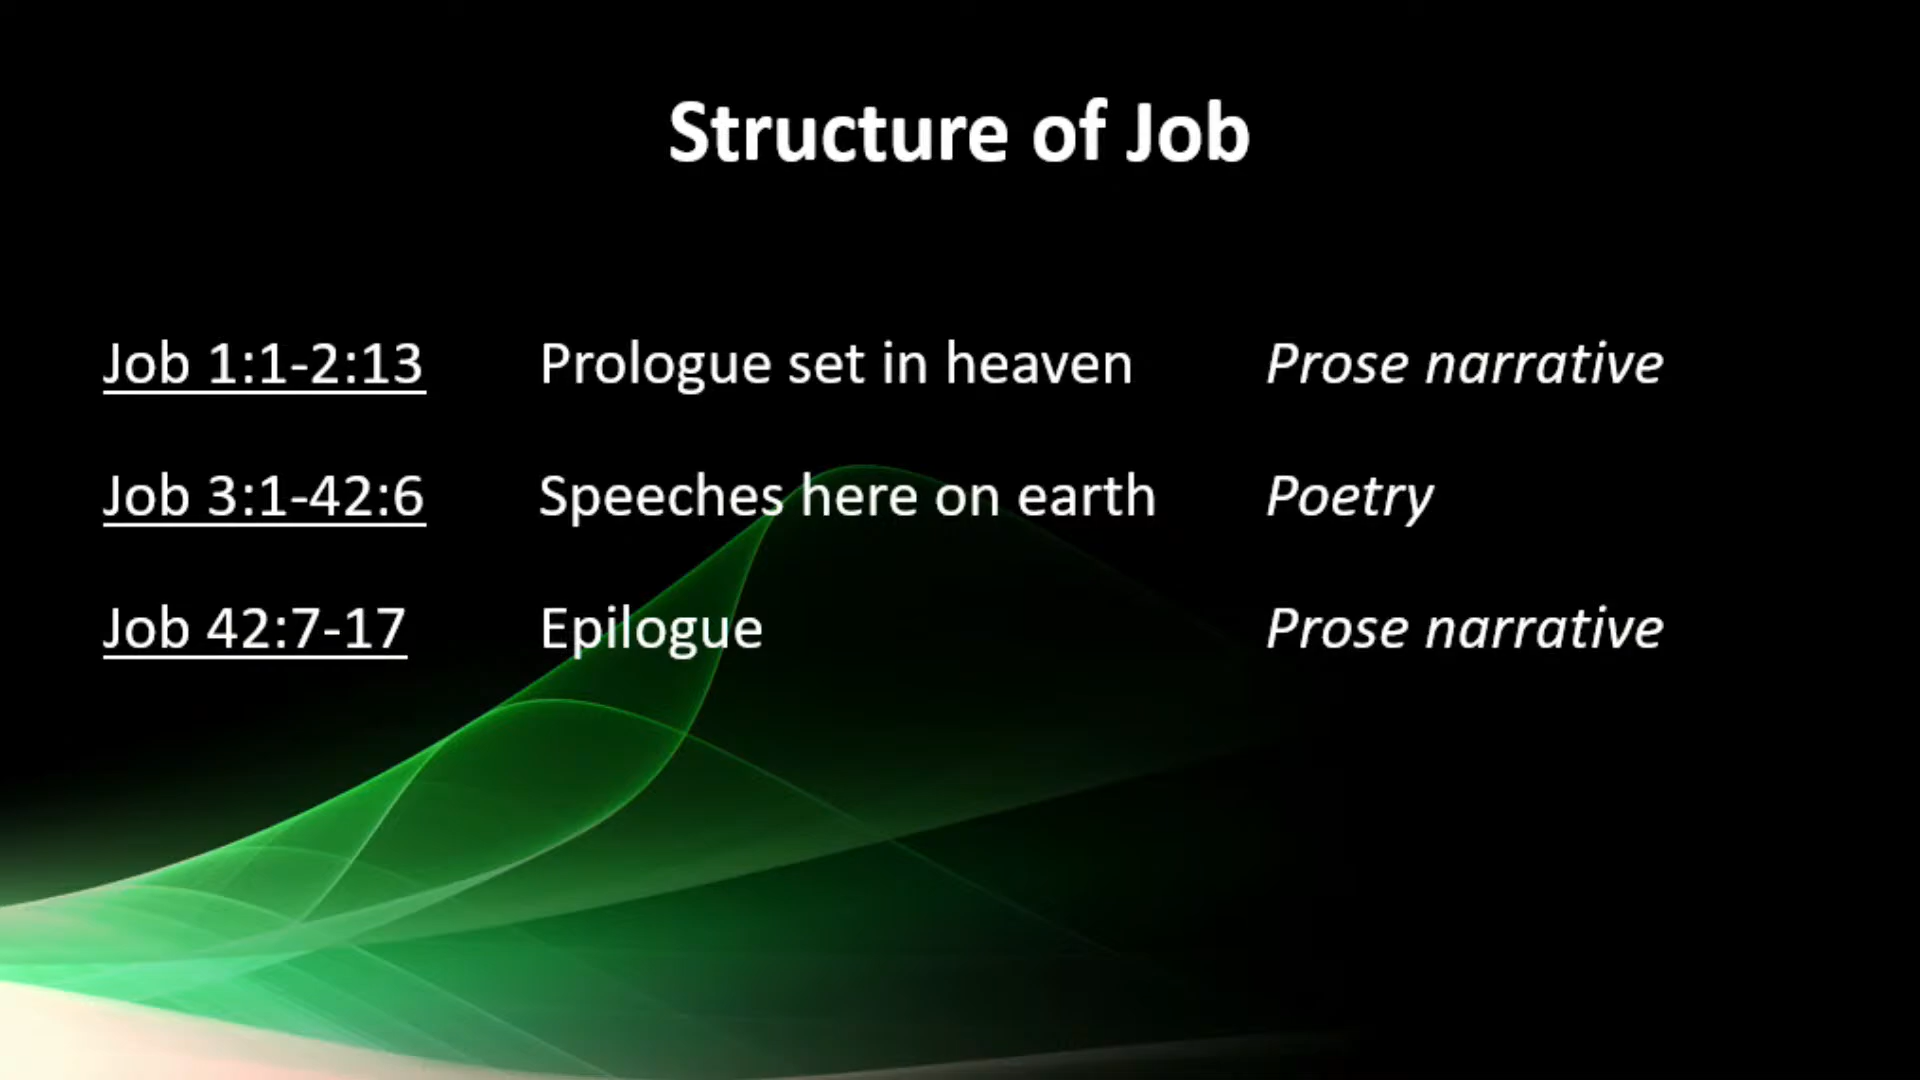 Structure of Job
Job 1:1-2:13 Prologue set in heaven Prose narrative
Job 3:1-42:6 Speeches here on earth Poetry
Job 42:7-17 Epilogue Prose narrative